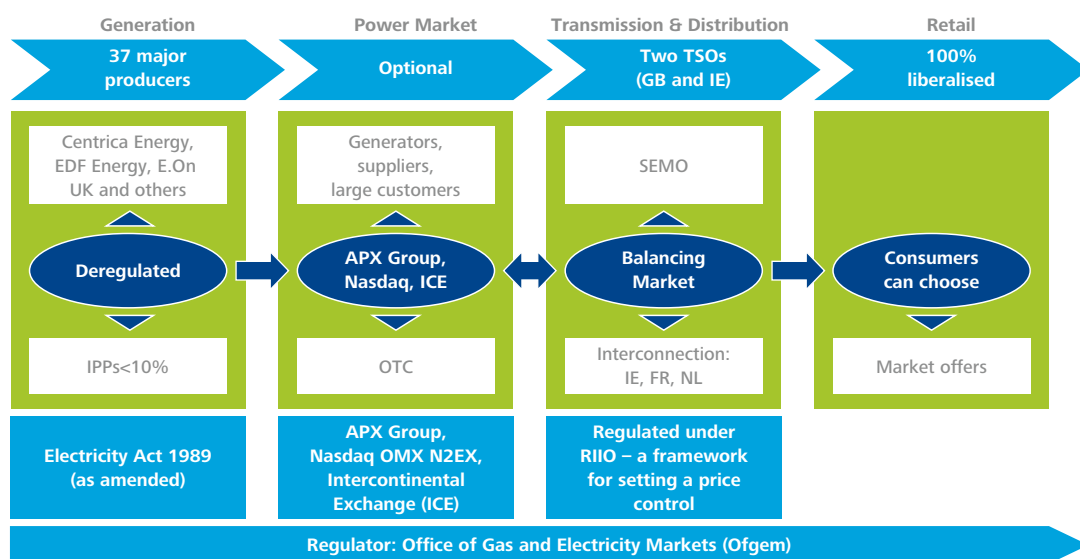 Generation
Power Market
Transmission & Distribution
Retail
37 major
producers
Optional
Two TSOs
(GB and IE)
100%
liberalised
Centrica Energy,
EDF Energy, E.On
UK and others
Generators,
suppliers,
large customers
SEMO
Deregulated
APX Group,
Nasdaq, ICE
Balancing
Market
Consumers
can choose
IPPs<10%
OTC
Interconnection:
IE, FR, NL
Market offers
Electricity Act 1989
(as amended)
APX Group,
Nasdaq OMX N2EX,
Intercontinental
Exchange (ICE)
Regulated under
RIIO – a framework
for setting a price
control
Regulator: Office of Gas and Electricity Markets (Ofgem)